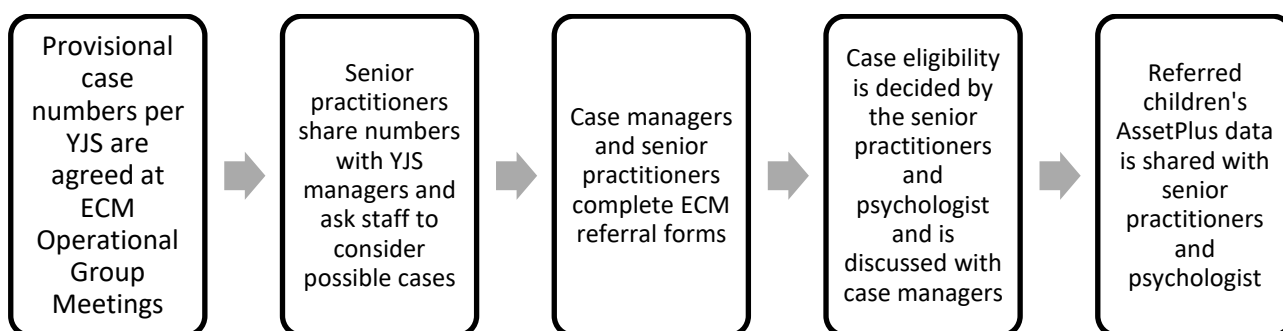 Provisional
case
numbers per
YJS are
agreed at
ECM
Operational
Group
Meetings
Senior
practitioners
share numbers
with YJS
managers and
ask staff to
consider
possible cases
Case managers
and senior
practitioners
complete ECM
referral forms
Case eligibility
is decided by
the senior
practitioners
and
psychologist
and is
discussed with
case managers
Referred
children's
AssetPlus data
is shared with
senior
practitioners
and
psychologist